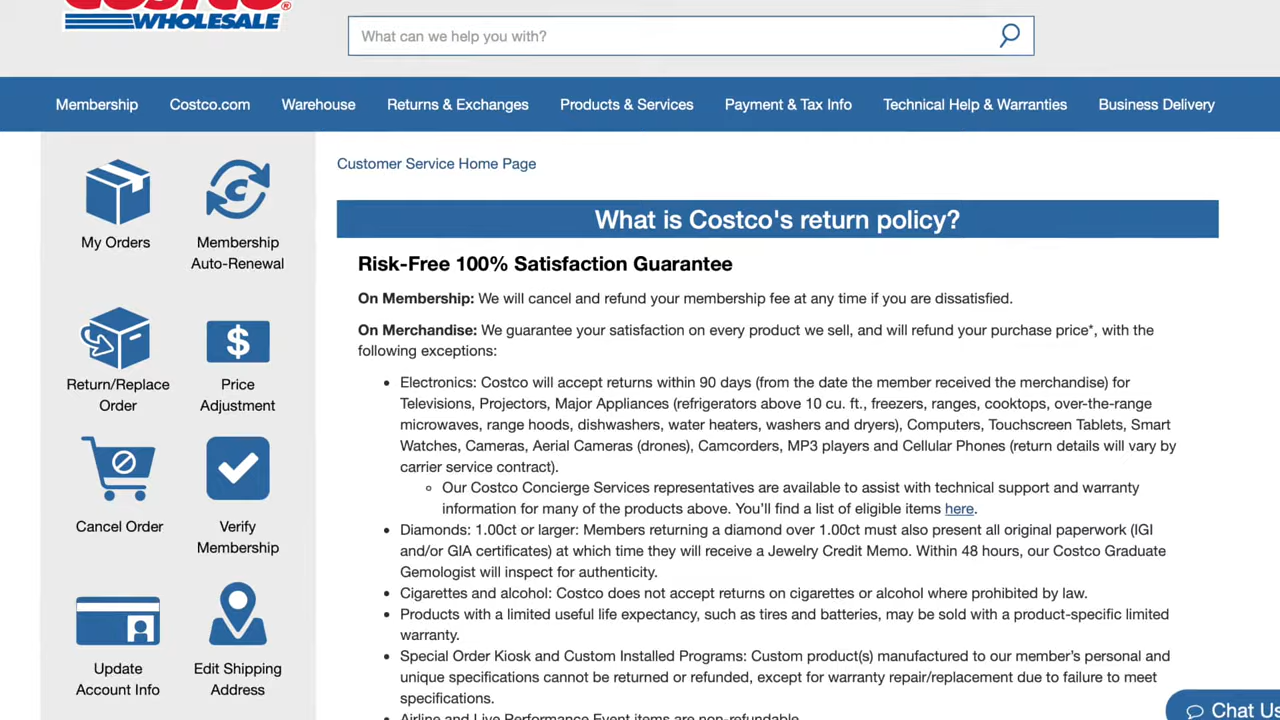 COSTCO®
WHOLESALE
What can we help you with?
Membership Costco.com Warehouse Returns & Exchanges Products & Services Payment & Tax Info Technical Help & Warranties Business Delivery
My Orders
Membership
Auto-Renewal
Return/Replace
Order
Price
Adjustment
Cancel Order
Verify
Membership
Update
Account Info
Edit Shipping
Address
Customer Service Home Page
What is Costco's return policy?
Risk-Free 100% Satisfaction Guarantee
On Membership: We will cancel and refund your membership fee at any time if you are dissatisfied.
On Merchandise: We guarantee your satisfaction on every product we sell, and will refund your purchase price*, with the
following exceptions:
• Electronics: Costco will accept returns within 90 days (from the date the member received the merchandise) for
Televisions, Projectors, Major Appliances (refrigerators above 10 cu. ft., freezers, ranges, cooktops, over-the-range
microwaves, range hoods, dishwashers, water heaters, washers and dryers), Computers, Touchscreen Tablets, Smart
Watches, Cameras, Aerial Cameras (drones), Camcorders, MP3 players and Cellular Phones (return details will vary by
carrier service contract).
◦ Our Costco Concierge Services representatives are available to assist with technical support and warranty
information for many of the products above. You'll find a list of eligible items here.
• Diamonds: 1.00ct or larger: Members returning a diamond over 1.00ct must also present all original paperwork (IGI
and/or GIA certificates) at which time they will receive a Jewelry Credit Memo. Within 48 hours, our Costco Graduate
Gemologist will inspect for authenticity.
• Cigarettes and alcohol: Costco does not accept returns on cigarettes or alcohol where prohibited by law.
• Products with a limited useful life expectancy, such as tires and batteries, may be sold with a product-specific limited
warranty.
• Special Order Kiosk and Custom Installed Programs: Custom product(s) manufactured to our member's personal and
unique specifications cannot be returned or refunded, except for warranty repair/replacement due to failure to meet
specifications.
• Airline and Live Performance Event items are non-refundable.
Chat Us